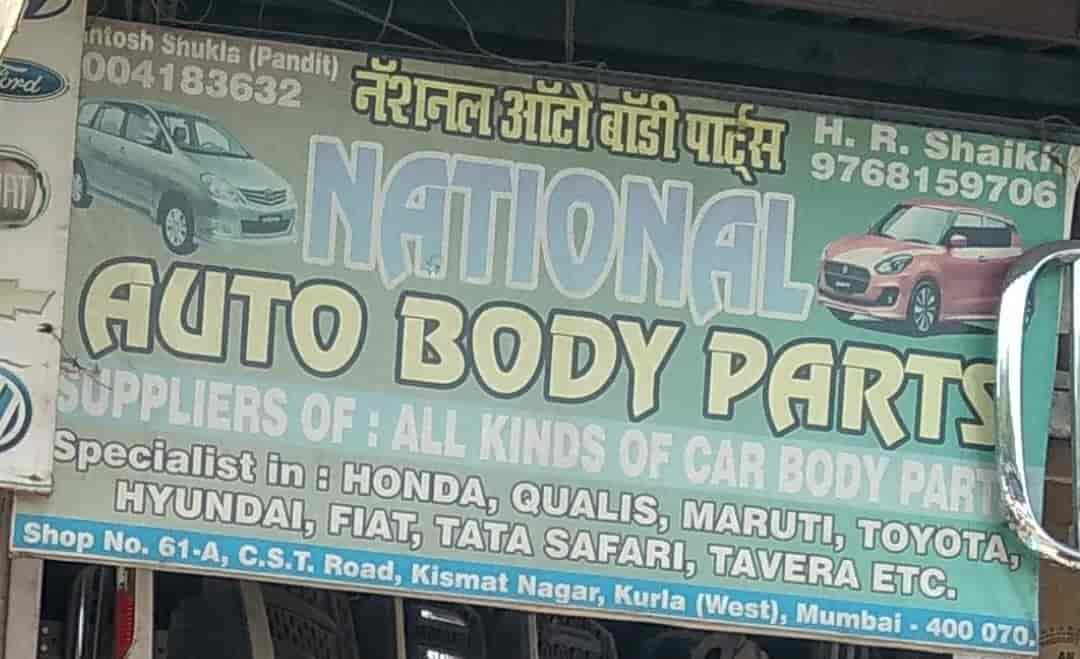 ntosh Shukla (Pandit)
004183632
नॅशनल ऑटो बॉडी पार्ट्स
H. R. Shaikh
9768159706
NATIONAL
AUTO BODY PARTS
SUPPLIERS OF : ALL KINDS OF CAR BODY PART
Specialist in : HONDA, QUALIS, MARUTI, TOYOTA,
HYUNDAI, FIAT, TATA SAFARI, TAVERA ETC.
Shop No. 61-A, C.S.T. Road, Kismat Nagar, Kurla (West), Mumbai - 400 070.
Ford